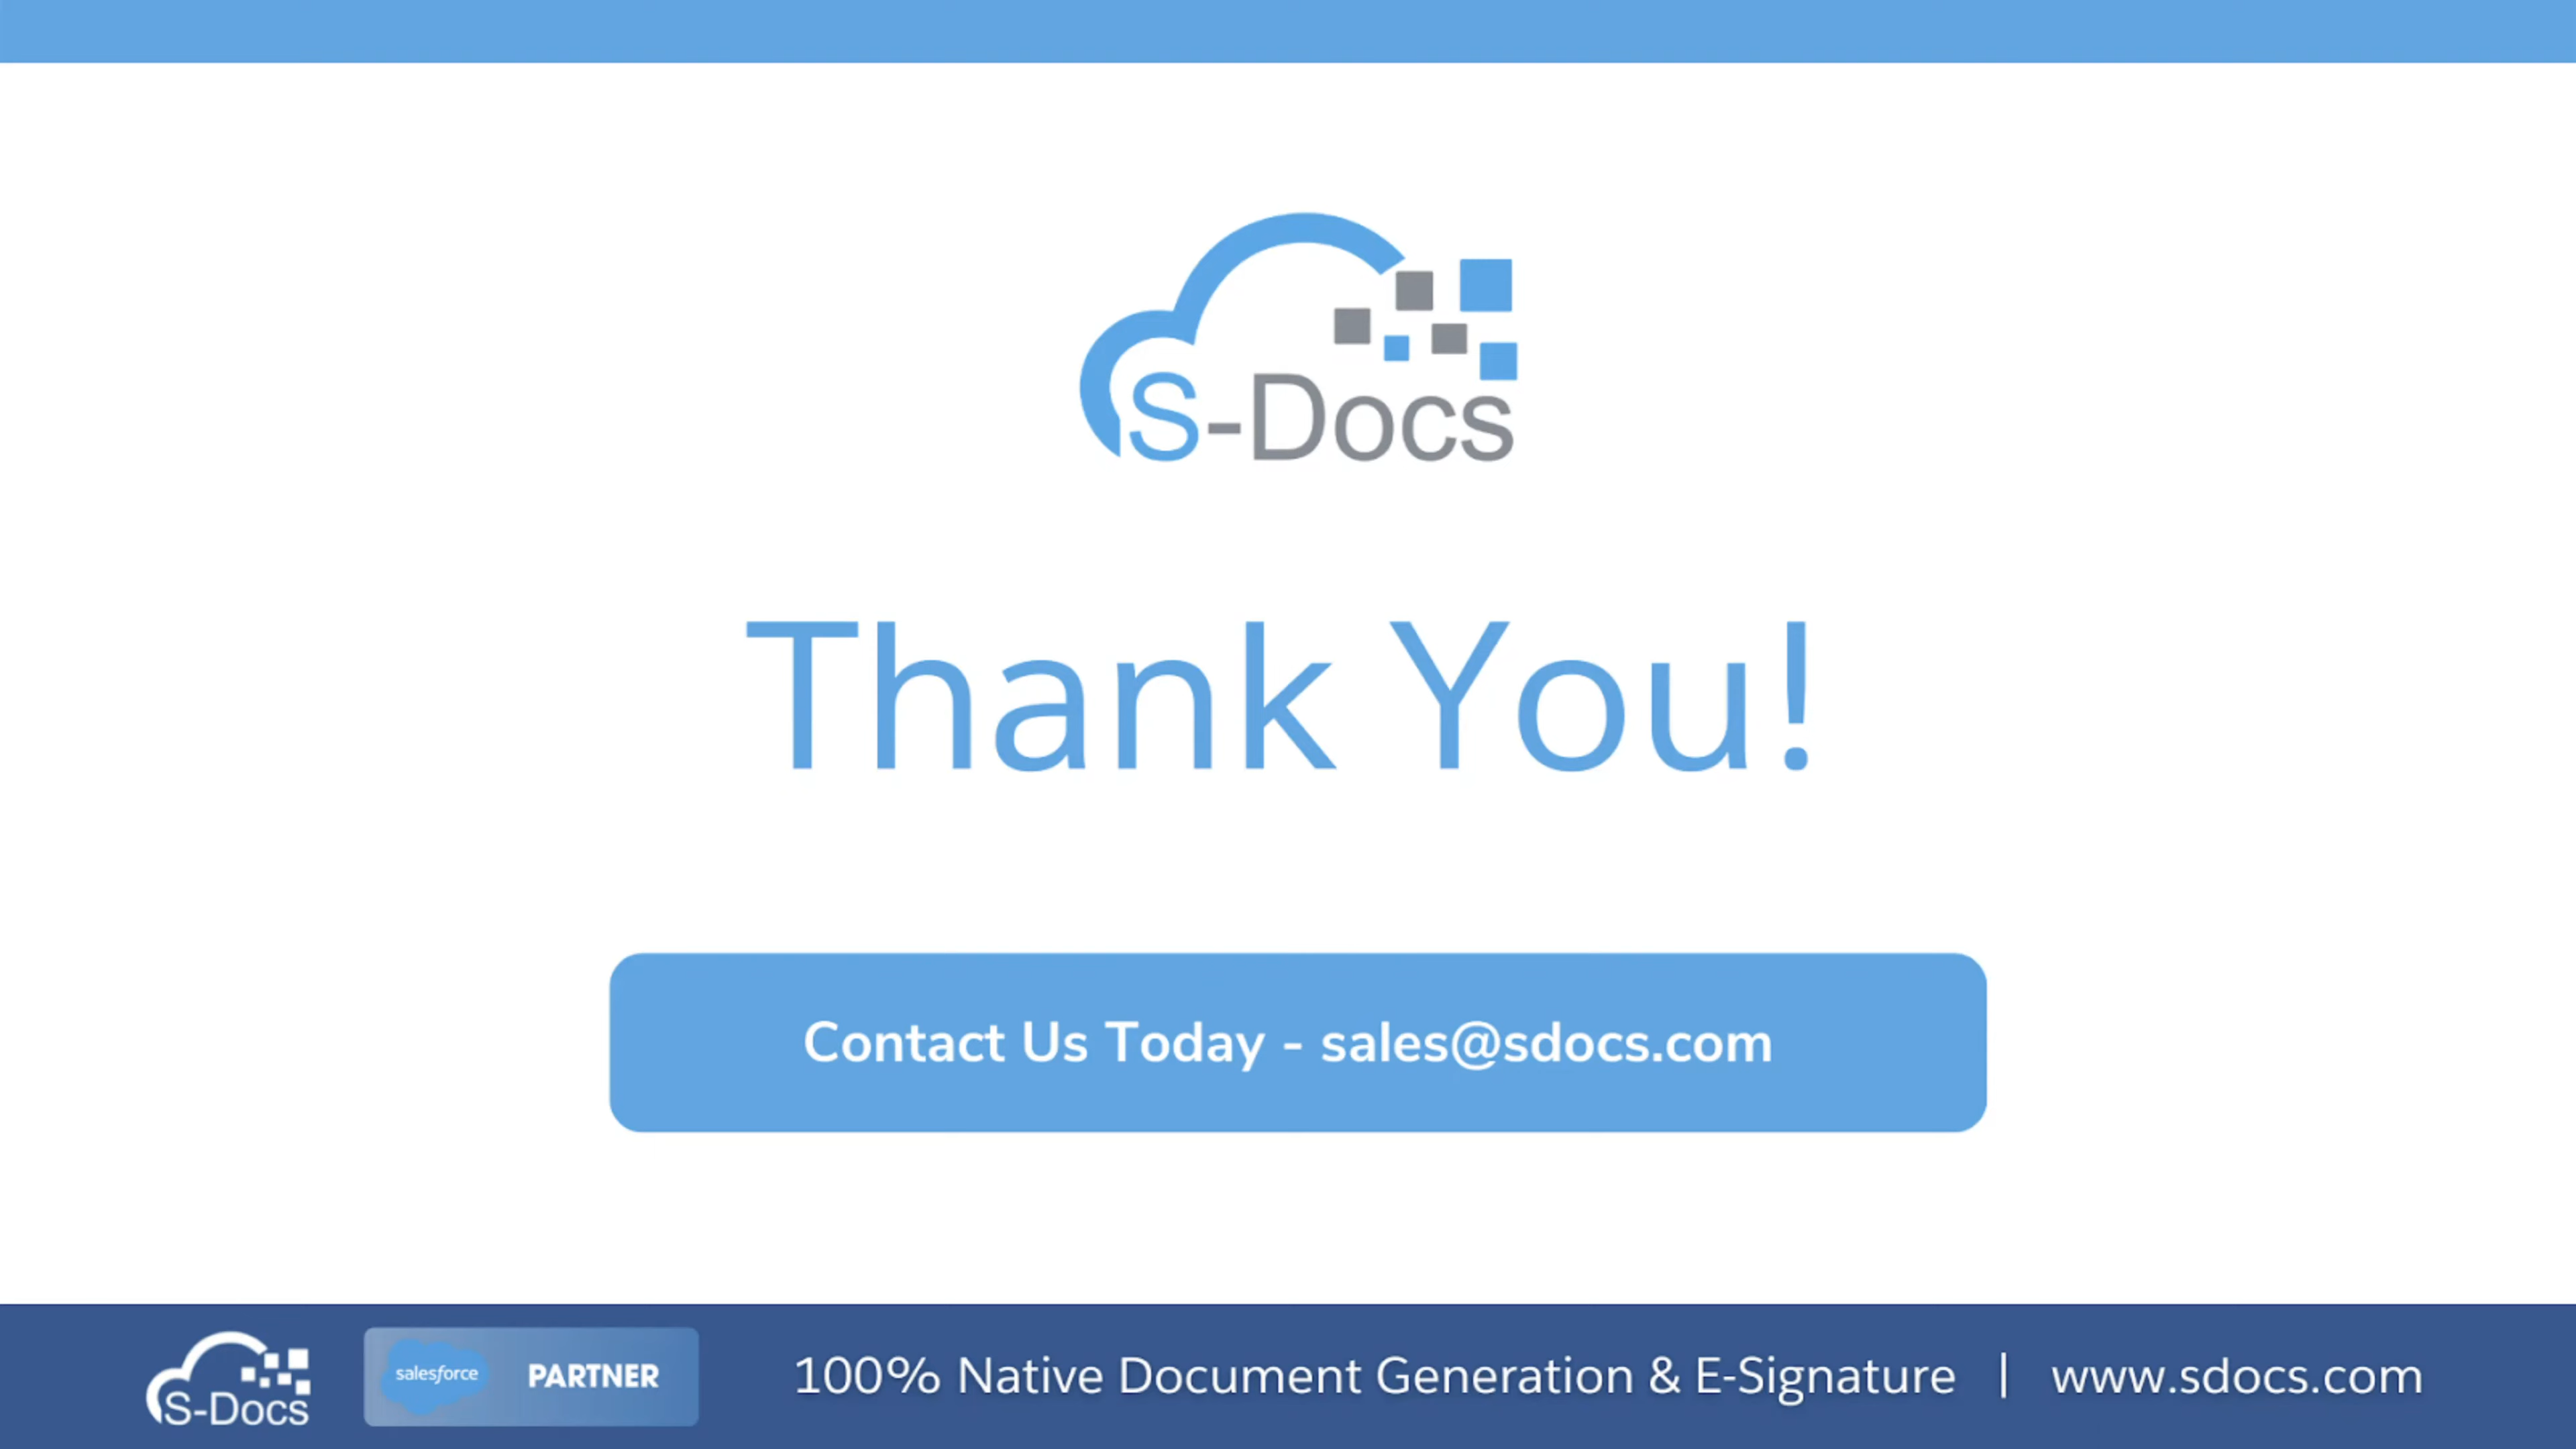 S-Docs
Thank You!
Contact Us Today - sales@sdocs.com
S-Docs
salesforce PARTNER
100% Native Document Generation & E-Signature | www.sdocs.com